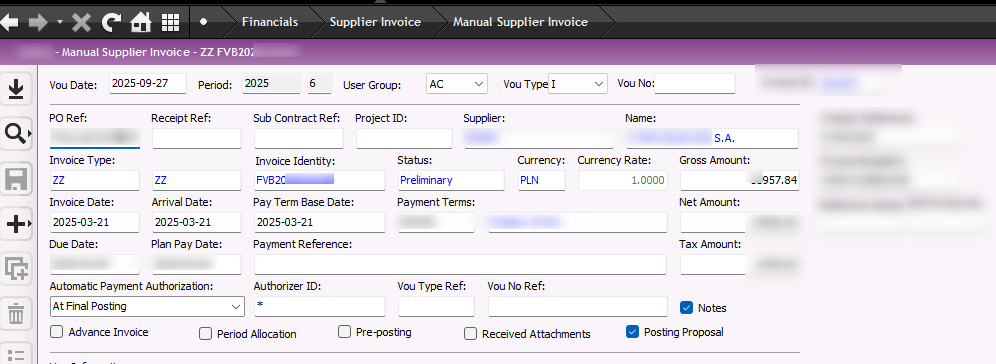 Financials Supplier Invoice Manual Supplier Invoice
- Manual Supplier Invoice - ZZ FVB202
Vou Date: 2025-09-27 Period: 2025 6 User Group: AC Vou Type I Vou No:
PO Ref: Receipt Ref: Sub Contract Ref: Project ID: Supplier: Name:
S.A.
Invoice Type: Invoice Identity: Status: Currency: Currency Rate: Gross Amount:
ZZ ZZ FVB20 Preliminary PLN 1.0000 957.84
Invoice Date: Arrival Date: Pay Term Base Date: Payment Terms: Net Amount:
2025-03-21 2025-03-21 2025-03-21
Due Date: Plan Pay Date: Payment Reference: Tax Amount:
Automatic Payment Authorization: Authorizer ID: Vou Type Ref: Vou No Ref:
At Final Posting * Notes
Advance Invoice Period Allocation Pre-posting Received Attachments Posting Proposal